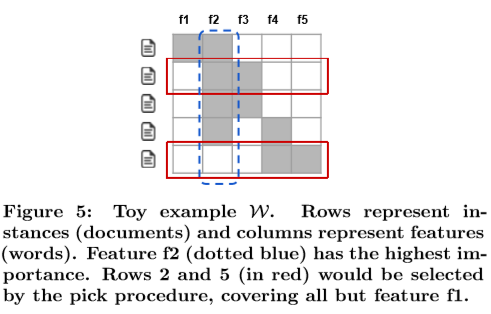 f1 f2 f3 f4 f5
Figure 5: Toy example W. Rows represent in-
stances (documents) and columns represent features
(words). Feature f2 (dotted blue) has the highest im-
portance. Rows 2 and 5 (in red) would be selected
by the pick procedure, covering all but feature f1.